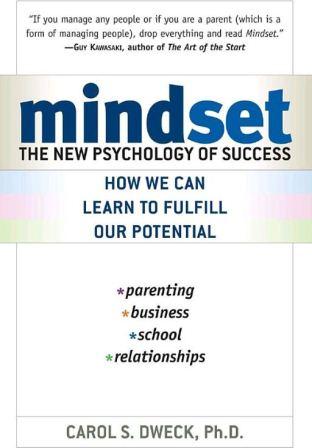 "If you manage any people or if you are a parent (which is a
form of managing people), drop everything and read Mindset."
—GUY KAWASAKI, author of The Art of the Start
mindset
THE NEW PSYCHOLOGY OF SUCCESS
HOW WE CAN
LEARN TO FULFILL
OUR POTENTIAL
*parenting
*business
*school
*relationships
CAROL S. DWECK, Ph.D.